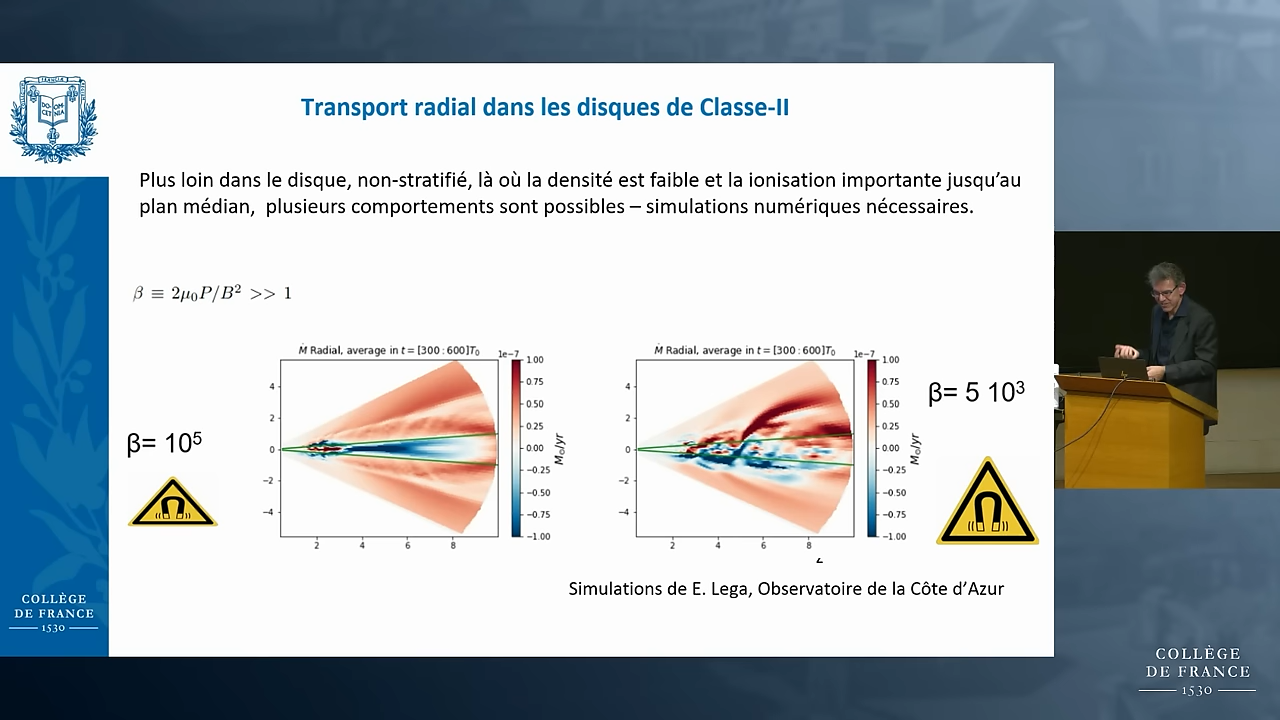 Transport radial dans les disques de Classe-II
Plus loin dans le disque, non-stratifié, là où la densité est faible et la ionisation importante jusqu’au
plan médian,  plusieurs comportements sont possibles – simulations numériques nécessaires.
β ≡ 2μ₀P/B² >> 1
β= 10⁵
Ṁ Radial, average in t = [300 : 600]T₀
1e−7
4
2
0
−2
−4
2 4 6 8
1.00
0.75
0.50
0.25
0.00
−0.25
−0.50
−0.75
−1.00
M⊙/yr
Ṁ Radial, average in t = [300 : 600]T₀
1e−7
4
2
0
−2
−4
2 4 6 8
1.00
0.75
0.50
0.25
0.00
−0.25
−0.50
−0.75
−1.00
M⊙/yr
β= 5 10³
Simulations de E. Lega, Observatoire de la Côte d’Azur
COLLÈGE
DE FRANCE
1530
COLLÈGE
DE FRANCE
1530